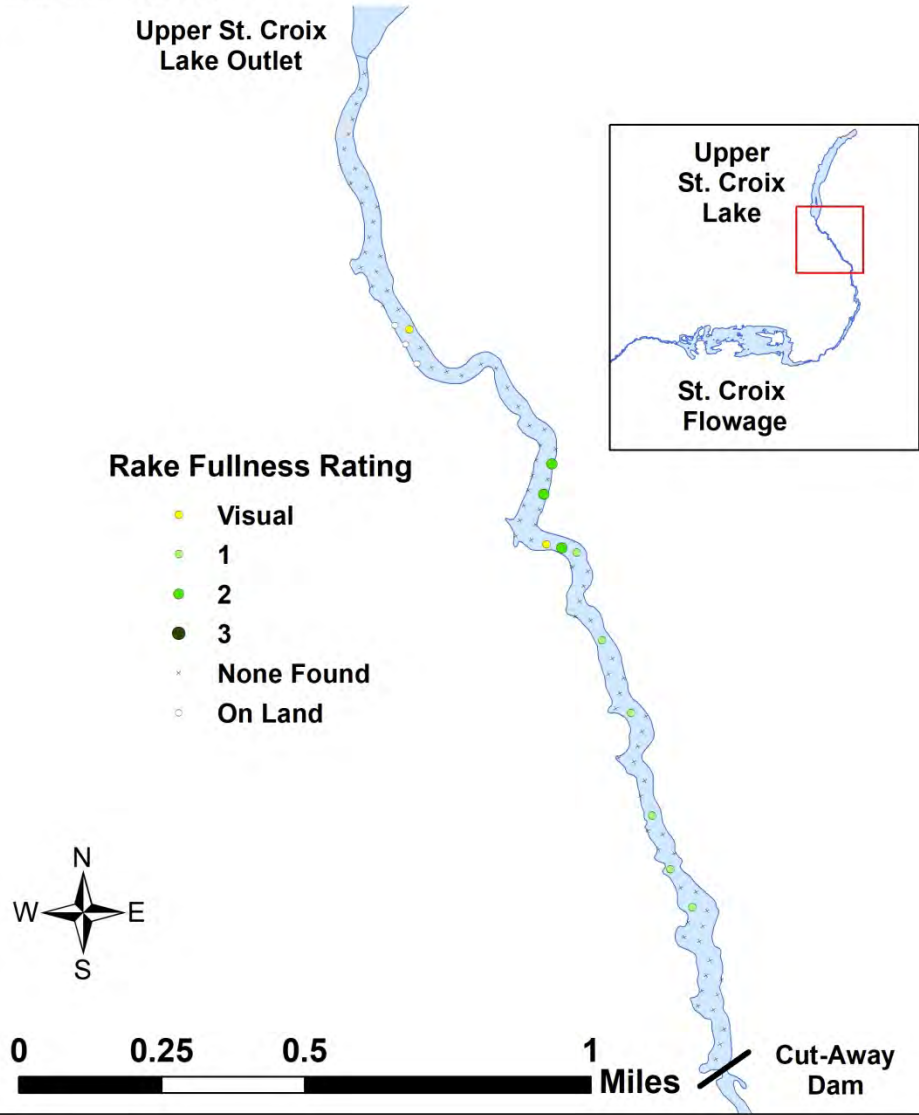 Upper St. Croix
Lake Outlet
Upper
St. Croix
Lake
St. Croix
Flowage
Rake Fullness Rating
Visual
1
2
3
None Found
On Land
N
W E
S
0 0.25 0.5 1
Miles
Cut-Away
Dam